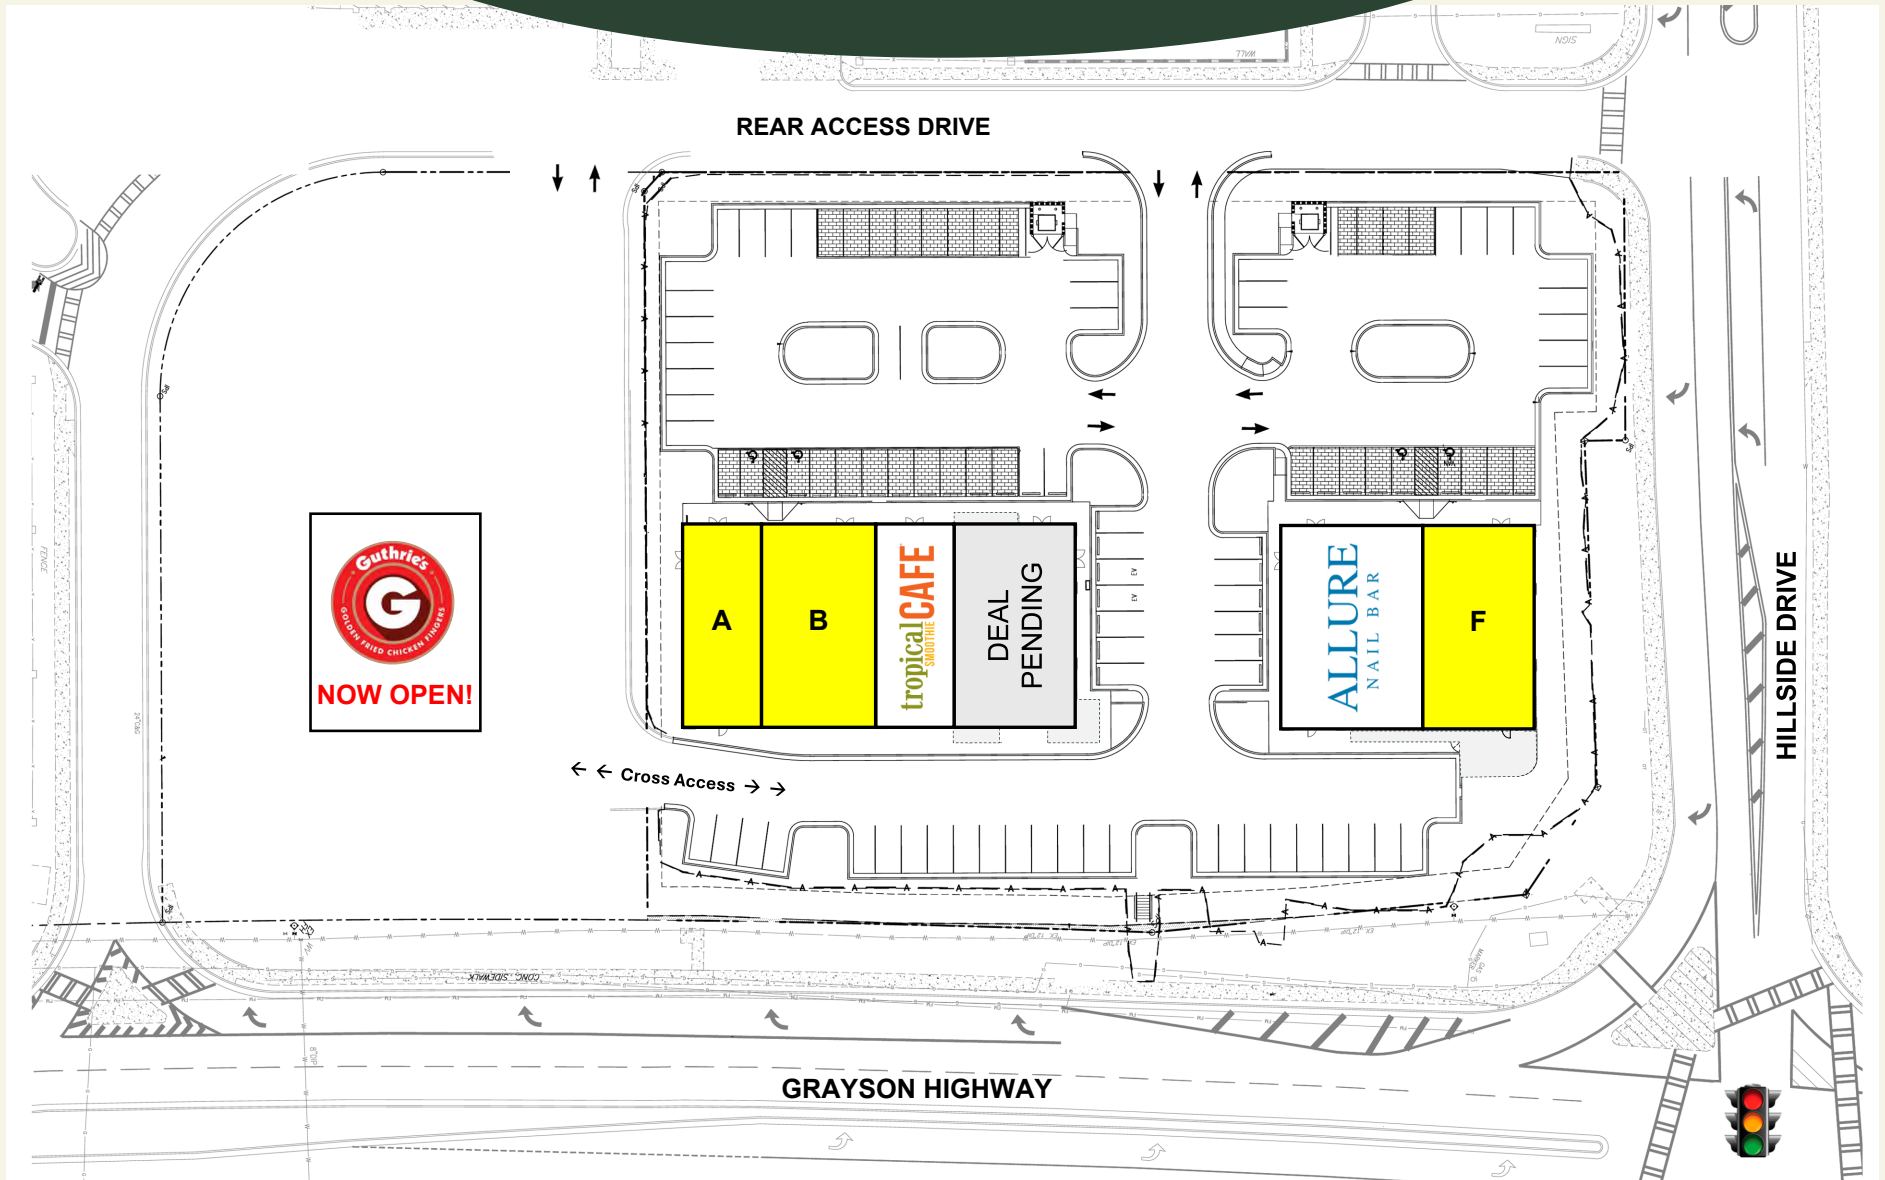 SIGN
WALL
REAR ACCESS DRIVE
Guthrie's
G
GOLDEN FRIED CHICKEN FINGERS
NOW OPEN!
A
B
tropical CAFE
SMOOTHIE
DEAL
PENDING
EV
EV
ALLURE
NAIL BAR
F
HILLSIDE DRIVE
FENCE
← ← Cross Access → →
CONC. SIDEWALK
GRAYSON HIGHWAY